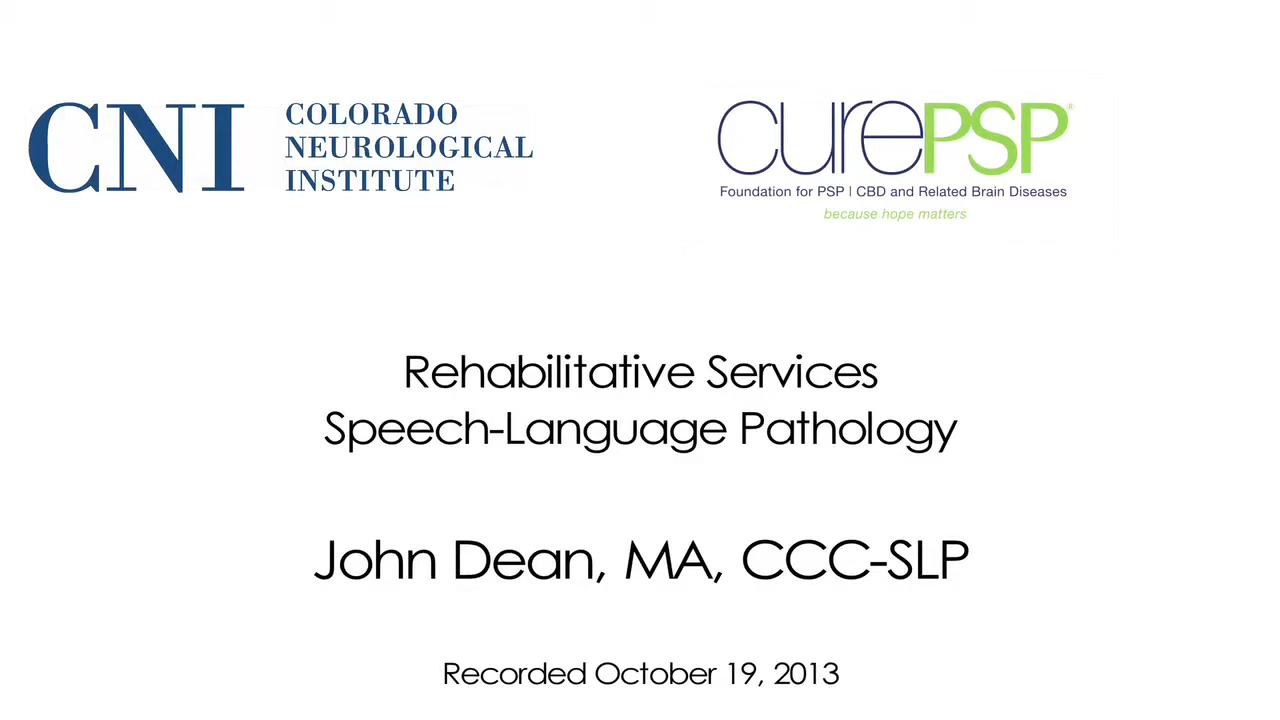 CNI
COLORADO
NEUROLOGICAL
INSTITUTE
curePSP®
Foundation for PSP | CBD and Related Brain Diseases
because hope matters
Rehabilitative Services
Speech-Language Pathology
John Dean, MA, CCC-SLP
Recorded October 19, 2013